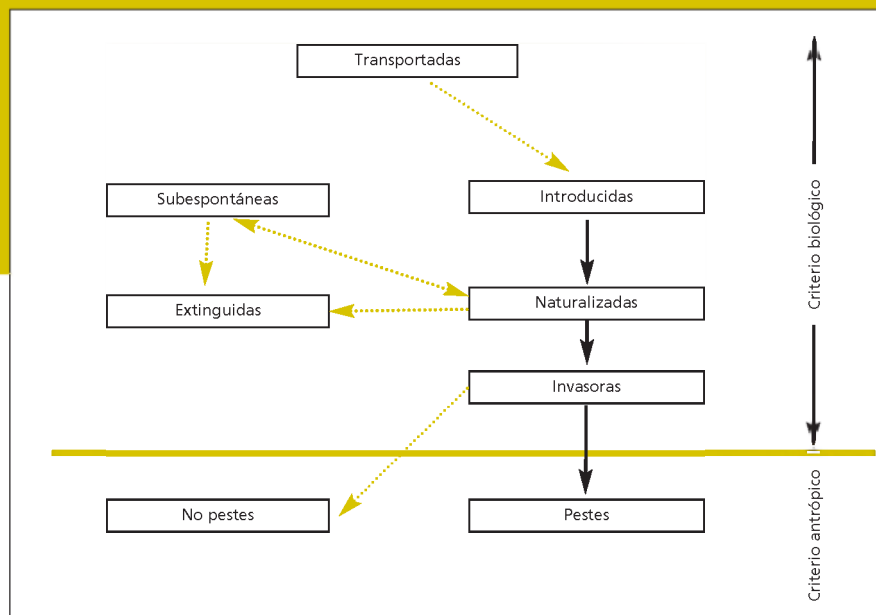 Transportadas
Subespontáneas
Introducidas
Extinguidas
Naturalizadas
Invasoras
No pestes
Pestes
Criterio biológico
Criterio antrópico